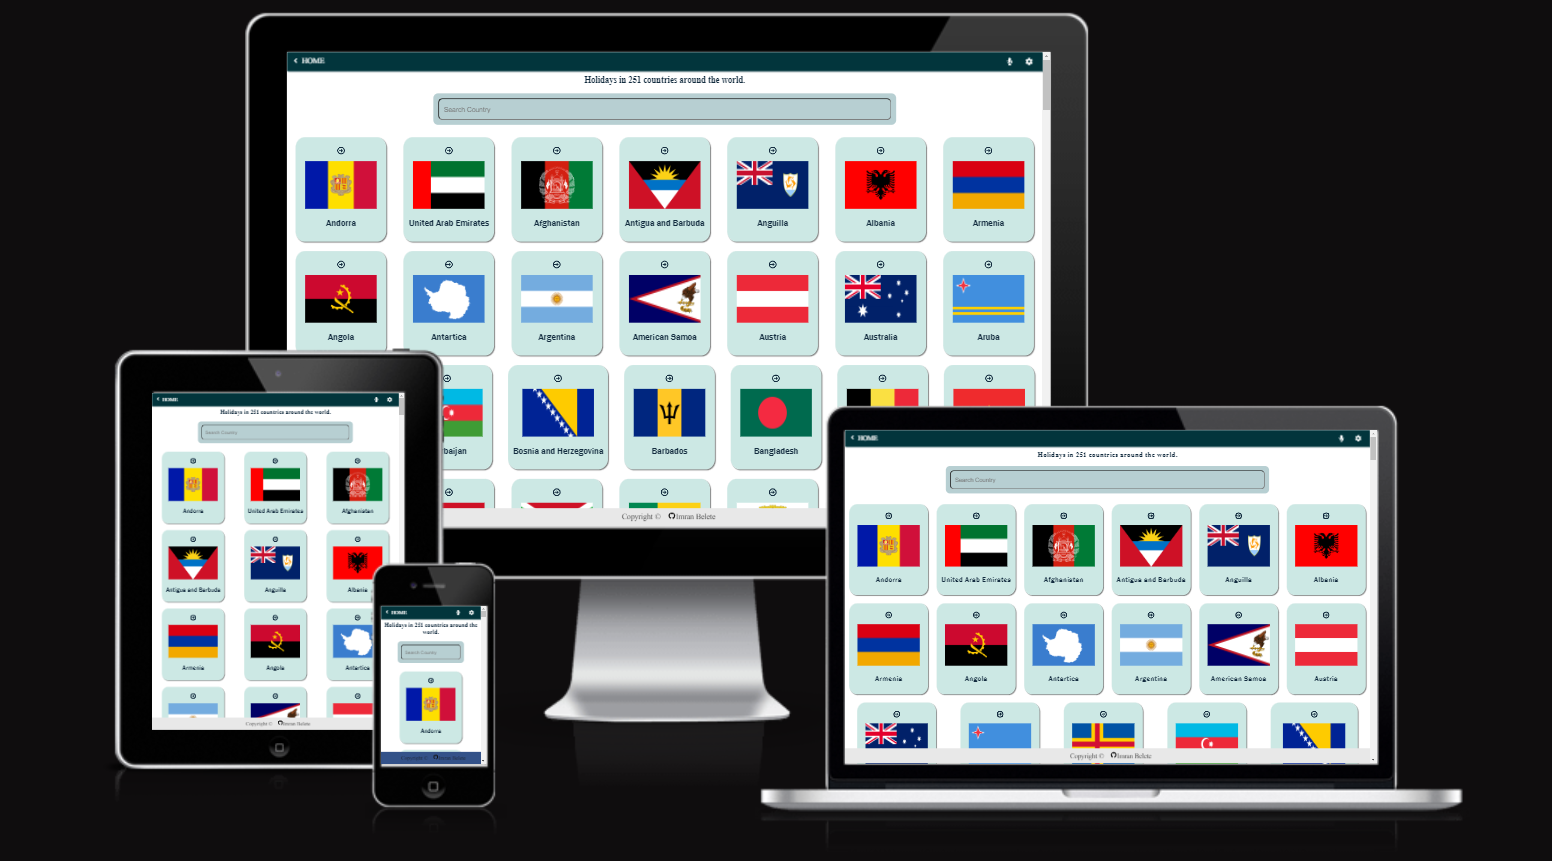 HOME
Holidays in 251 countries around the world.
Search Country
Andorra
United Arab Emirates
Afghanistan
Antigua and Barbuda
Anguilla
Albania
Armenia
Angola
Antartica
Argentina
American Samoa
Austria
Australia
Aruba
baijan
Bosnia and Herzegovina
Barbados
Bangladesh
Copyright © Imran Belete
HOME
Holidays in 251 countries around the world.
Search Country
Andorra
United Arab Emirates
Afghanistan
Antigua and Barbuda
Anguilla
Albania
Armenia
Angola
Antartica
Copyright © Imran Belete
HOME
Holidays in 251 countries around the
world.
Search Country
Andorra
Copyright © Imran Belete
HOME
Holidays in 251 countries around the world.
Search Country
Andorra
United Arab Emirates
Afghanistan
Antigua and Barbuda
Anguilla
Albania
Armenia
Angola
Antartica
Argentina
American Samoa
Austria
Copyright © Imran Belete